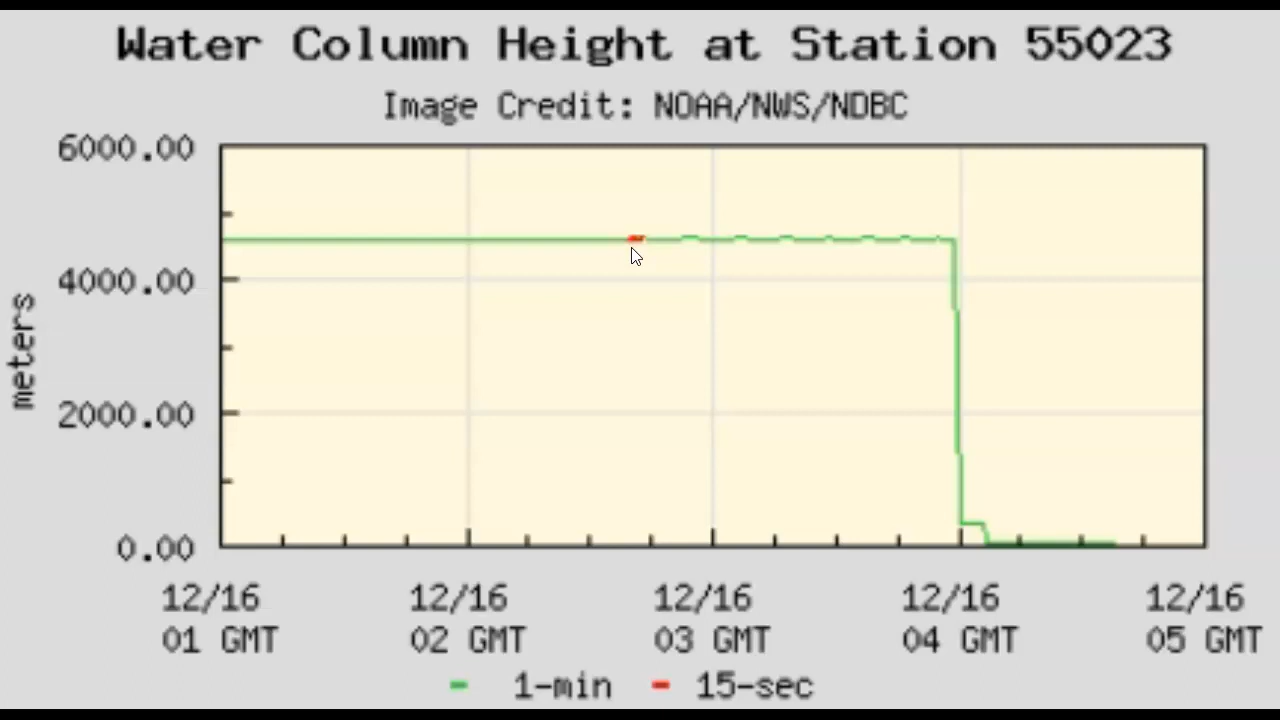 Water Column Height at Station 55023
Image Credit: NOAA/NWS/NDBC
6000.00
4000.00
2000.00
0.00
meters
12/16 12/16 12/16 12/16 12/16
01 GMT 02 GMT 03 GMT 04 GMT 05 GMT
1-min 15-sec